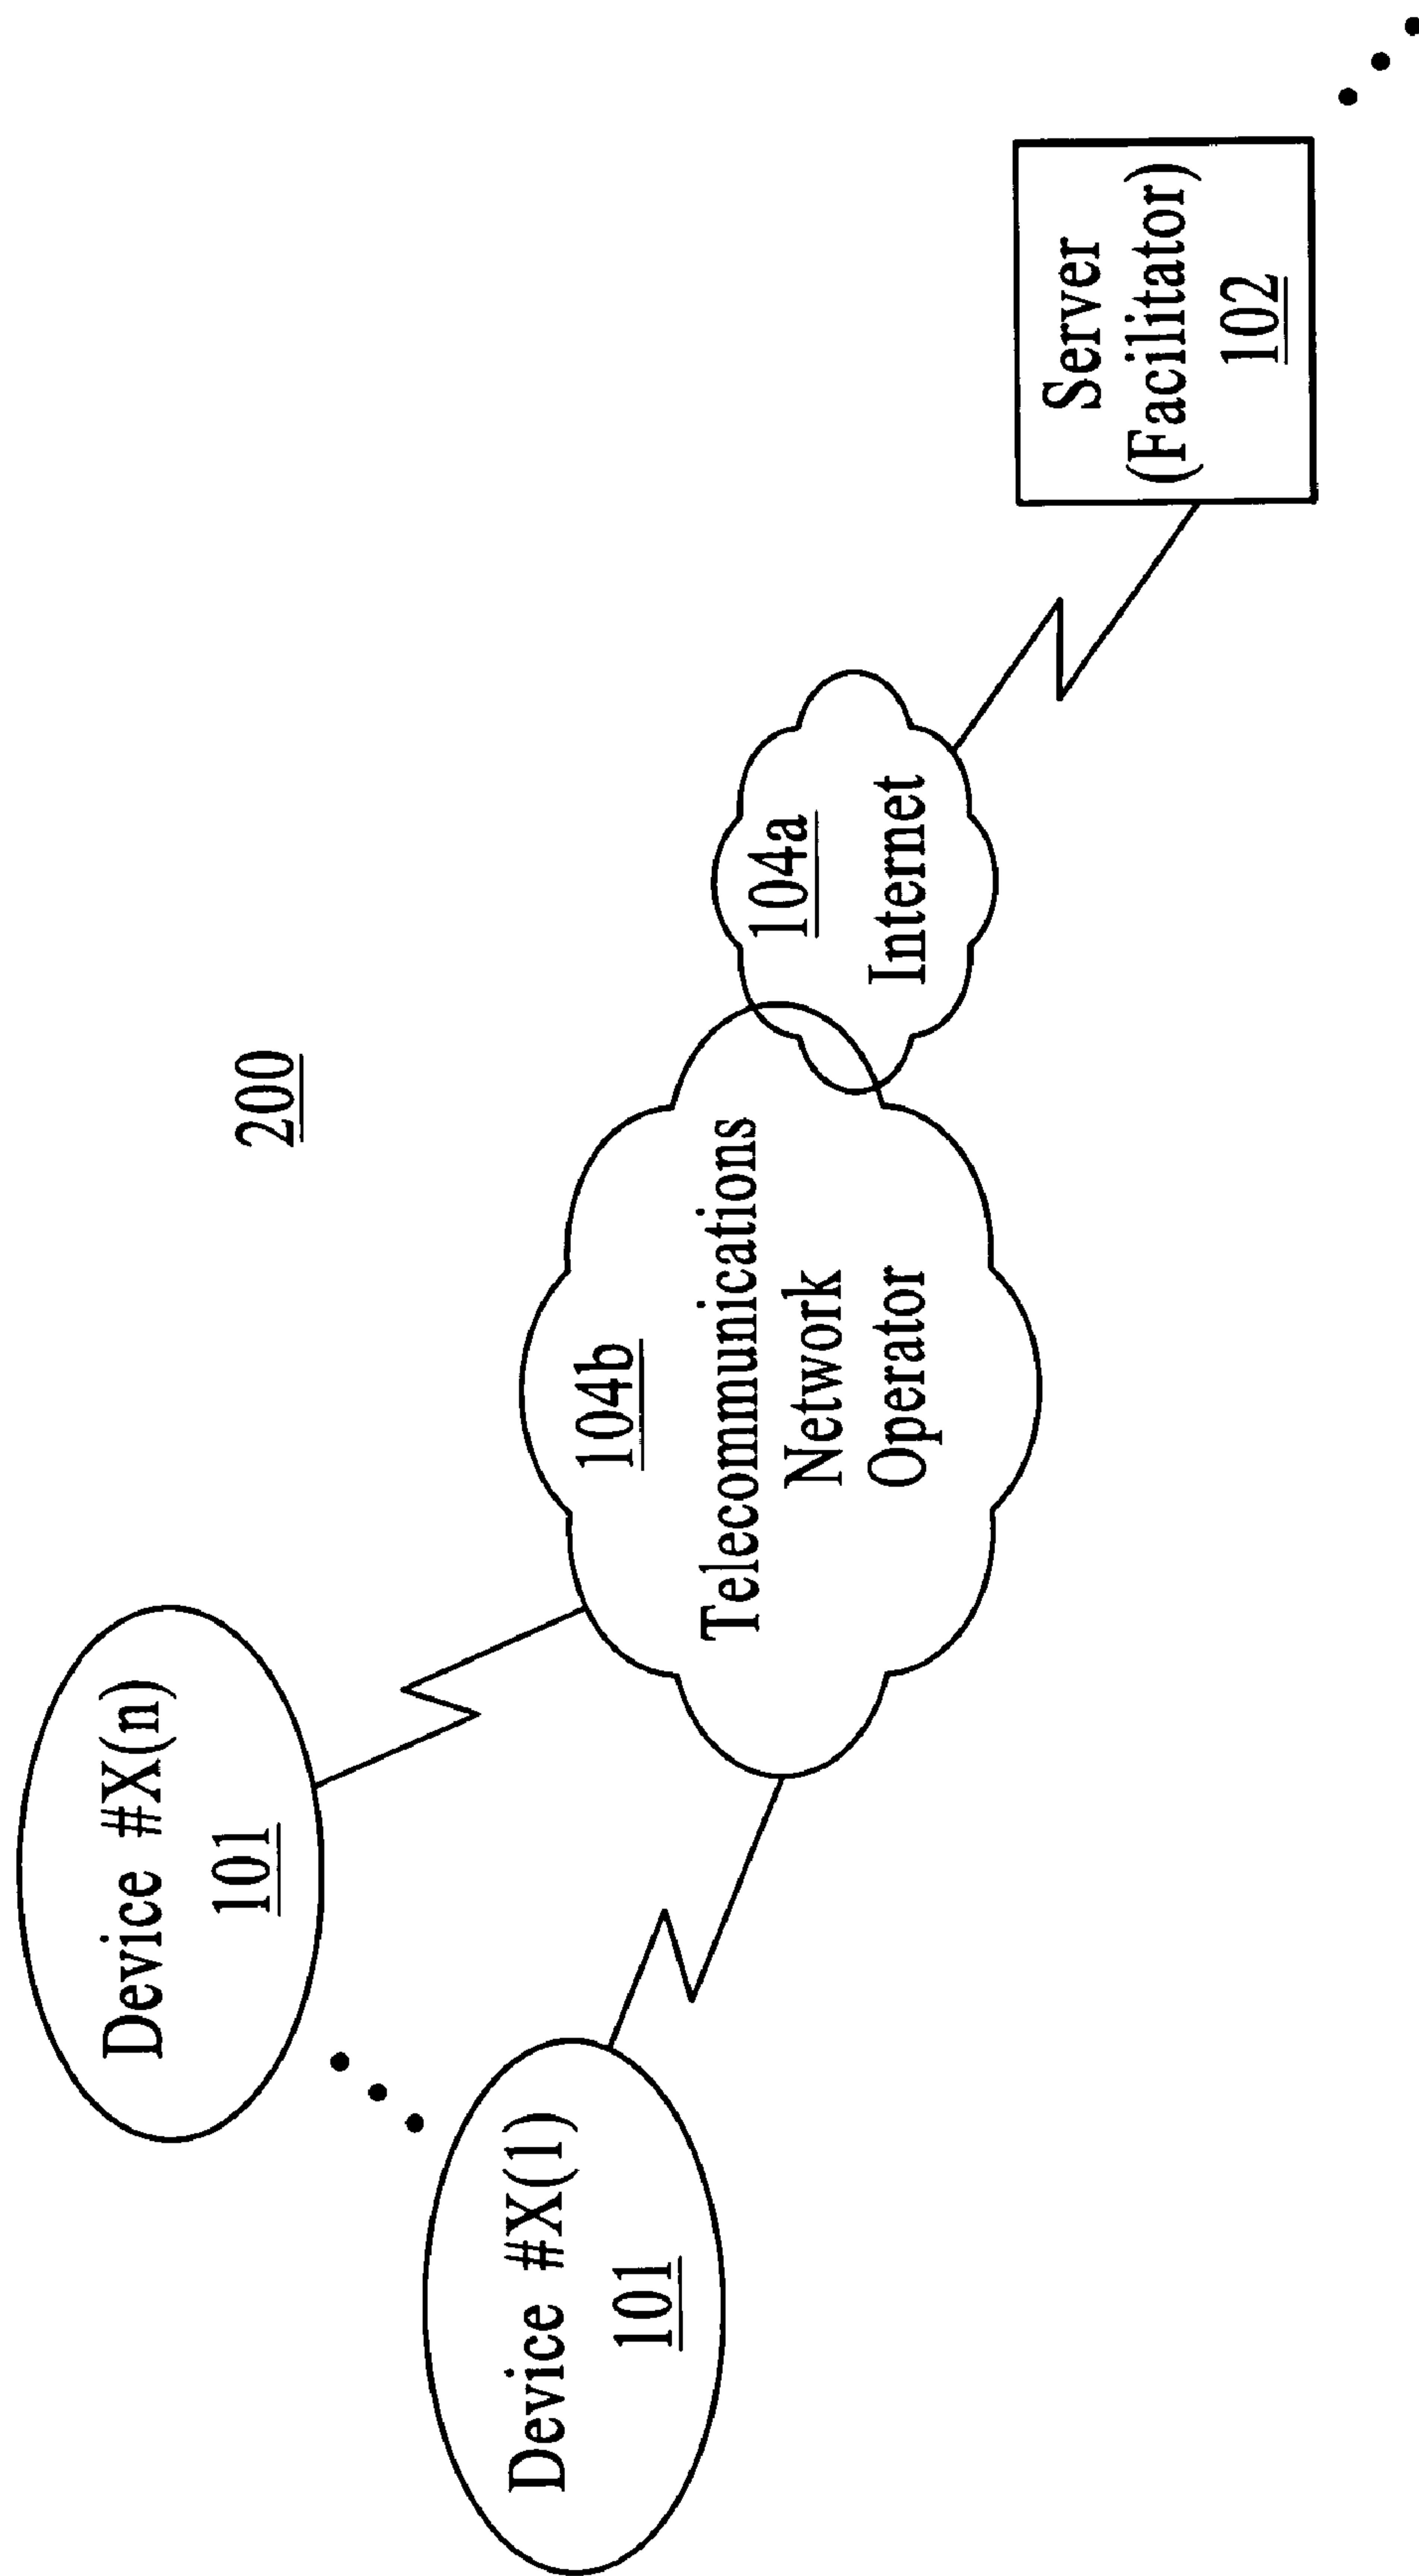 200
Device #X(n)
101
Device #X(1)
101
104b
Telecommunications
Network
Operator
104a
Internet
Server
(Facilitator)
102